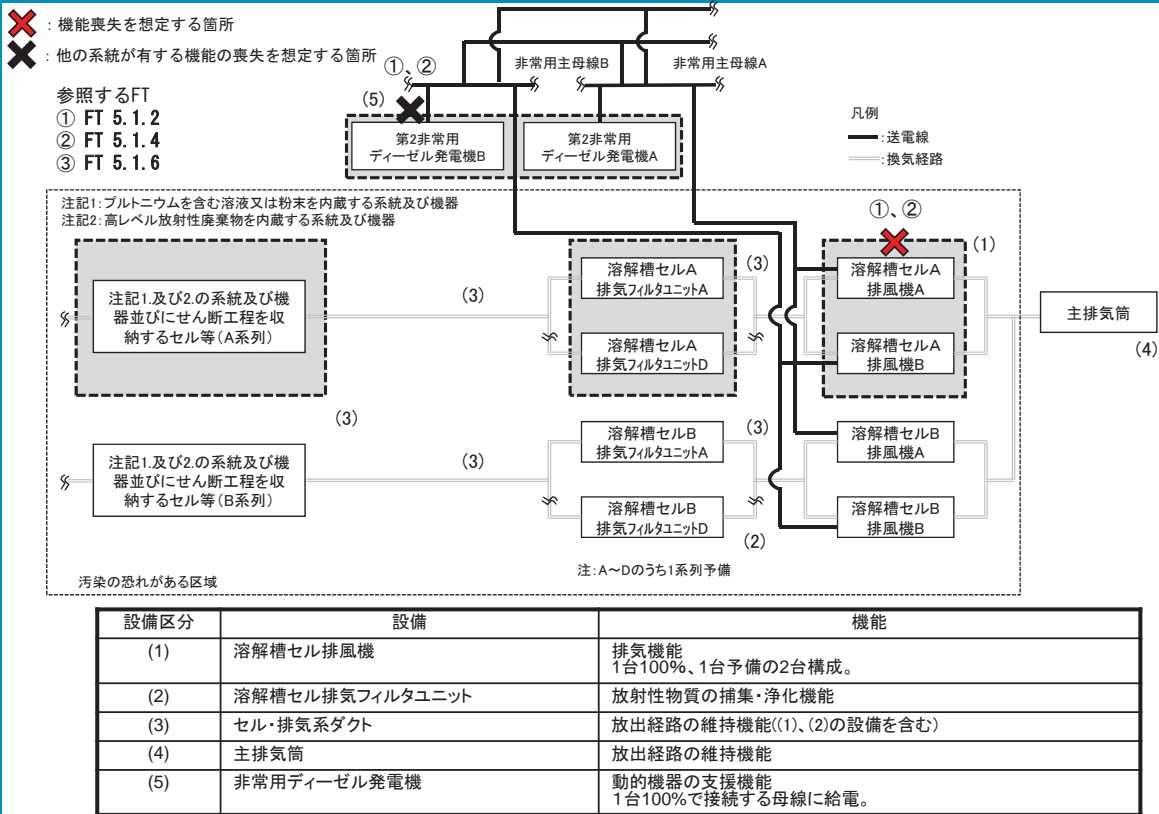 ：機能喪失を想定する箇所
：他の系統が有する機能の喪失を想定する箇所
参照するFT
① FT 5.1.2
② FT 5.1.4
③ FT 5.1.6
①、②
非常用主母線B
非常用主母線A
(5)
第2非常用
ディーゼル発電機B
第2非常用
ディーゼル発電機A
凡例
:送電線
:換気経路
注記1:プルトニウムを含む溶液又は粉末を内蔵する系統及び機器
注記2:高レベル放射性廃棄物を内蔵する系統及び機器
①、②
(1)
注記1.及び2.の系統及び機
器並びにせん断工程を収
納するセル等(A系列)
(3)
溶解槽セルA
排気フィルタユニットA
(3)
溶解槽セルA
排風機A
溶解槽セルA
排気フィルタユニットD
溶解槽セルA
排風機B
主排気筒
(4)
(3)
注記1.及び2.の系統及び機
器並びにせん断工程を収
納するセル等(B系列)
(3)
溶解槽セルB
排気フィルタユニットA
(3)
溶解槽セルB
排風機A
溶解槽セルB
排気フィルタユニットD
(2)
溶解槽セルB
排風機B
注:A～Dのうち1系列予備
汚染の恐れがある区域
設備区分 設備 機能
(1) 溶解槽セル排風機 排気機能
1台100%、1台予備の2台構成。
(2) 溶解槽セル排気フィルタユニット 放射性物質の捕集・浄化機能
(3) セル・排気系ダクト 放出経路の維持機能((1)、(2)の設備を含む)
(4) 主排気筒 放出経路の維持機能
(5) 非常用ディーゼル発電機 動的機器の支援機能
1台100%で接続する母線に給電。